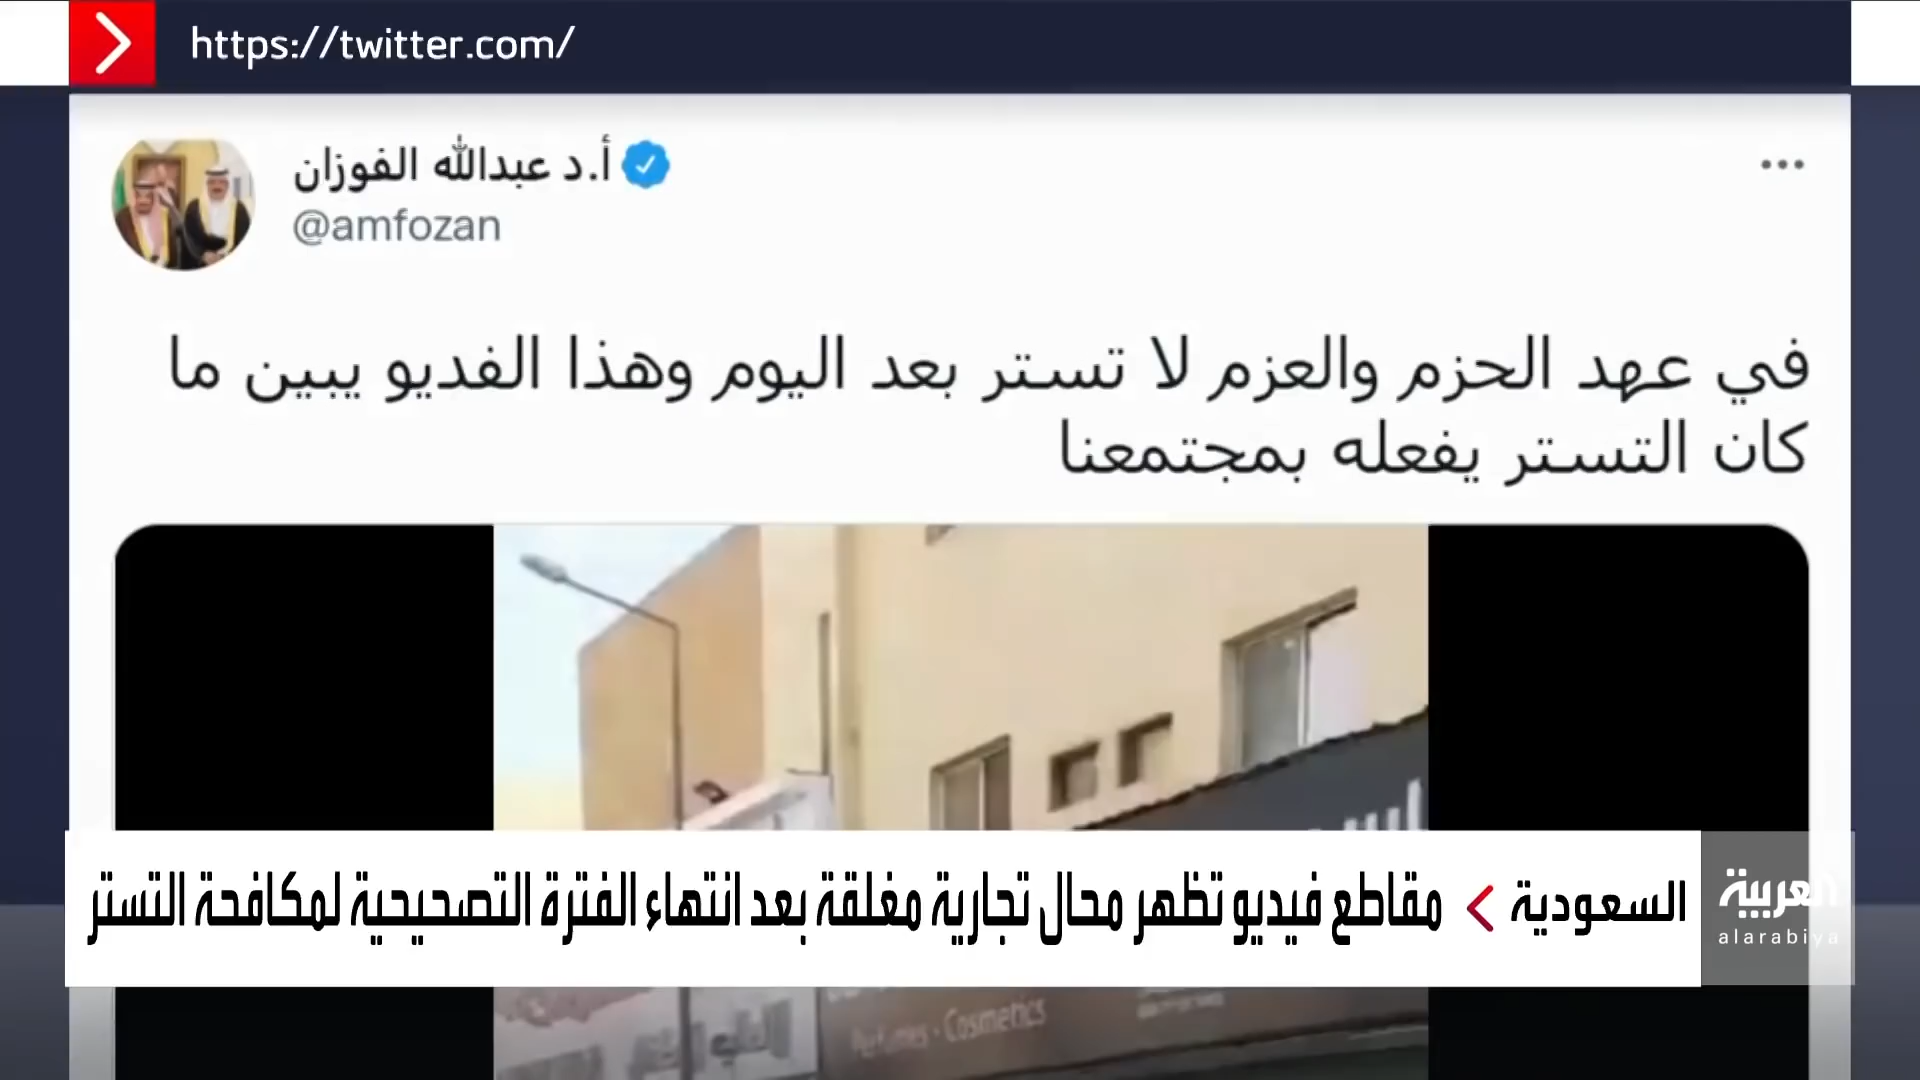 https://twitter.com/
أ.د عبدالله الفوزان
@amfozan
في عهد الحزم والعزم لا تستر بعد اليوم وهذا الفديو يبين ما
كان التستر يفعله بمجتمعنا
السعودية > مقاطع فيديو تظهر محال تجارية مغلقة بعد انتهاء الفترة التصحيحية لمكافحة التستر
العربية
alarabiya
Perfumes - Cosmetics